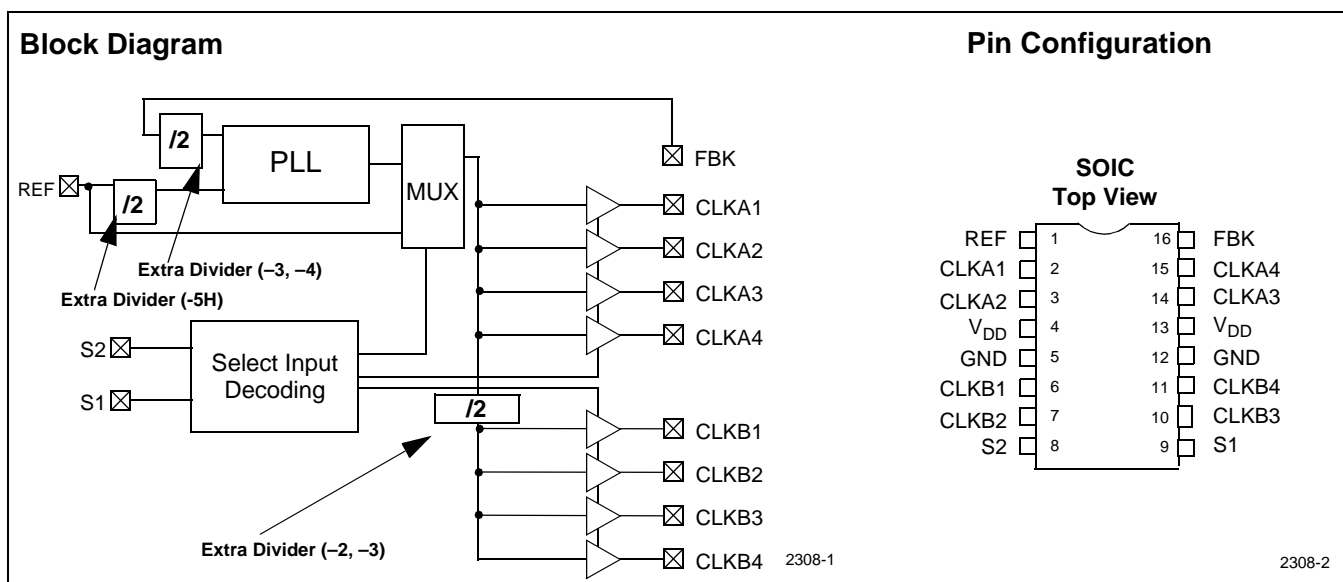 Block Diagram
/2
PLL
MUX
REF
/2
Extra Divider (–3, –4)
Extra Divider (-5H)
S2
S1
Select Input
Decoding
/2
Extra Divider (–2, –3)
FBK
CLKA1
CLKA2
CLKA3
CLKA4
CLKB1
CLKB2
CLKB3
CLKB4
2308-1
Pin Configuration
SOIC
Top View
REF 1 16 FBK
CLKA1 2 15 CLKA4
CLKA2 3 14 CLKA3
VDD 4 13 VDD
GND 5 12 GND
CLKB1 6 11 CLKB4
CLKB2 7 10 CLKB3
S2 8 9 S1
2308-2